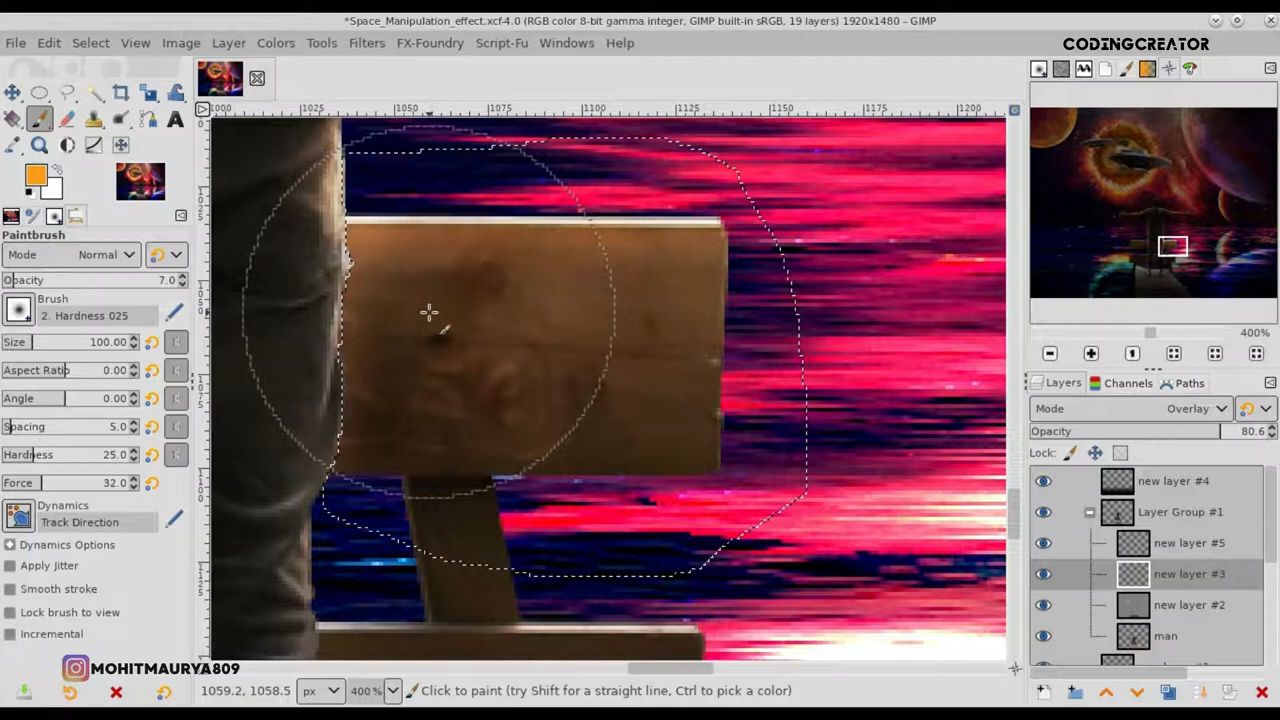 *Space_Manipulation_effect.xcf-4.0 (RGB color 8-bit gamma integer, GIMP built-in sRGB, 19 layers) 1920x1480 – GIMP
File Edit Select View Image Layer Colors Tools Filters FX-Foundry Script-Fu Windows Help
CODINGCREATOR
1000 1025 1050 1075 1100 1125 1150 1175 1200
Paintbrush
Mode Normal
Opacity 7.0
Brush
2. Hardness 025
Size 100.00
Aspect Ratio 0.00
Angle 0.00
Spacing 5.0
Hardness 25.0
Force 32.0
Dynamics
Track Direction
Dynamics Options
Apply Jitter
Smooth stroke
Lock brush to view
Incremental
MOHITMAURYA809
400%
Layers Channels Paths
Mode Overlay
Opacity 80.6
Lock:
new layer #4
Layer Group #1
new layer #5
new layer #3
new layer #2
man
1059.2, 1058.5 px 400% Click to paint (try Shift for a straight line, Ctrl to pick a color)